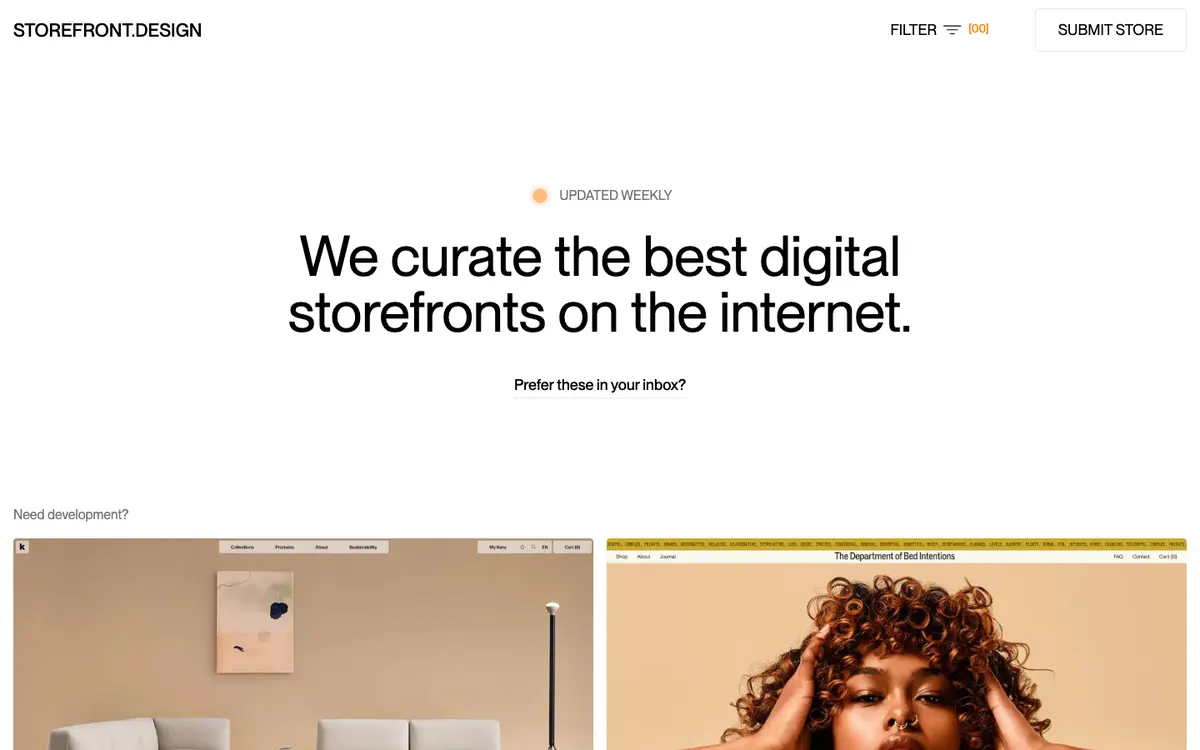 STOREFRONT.DESIGN
FILTER [00]
SUBMIT STORE
UPDATED WEEKLY
We curate the best digital
storefronts on the internet.
Prefer these in your inbox?
Need development?
k
Collections Products About Sustainability
My Kave EN Cart (0)
Shop About Journal
The Department of Bed Intentions
FAQ Contact Cart (0)